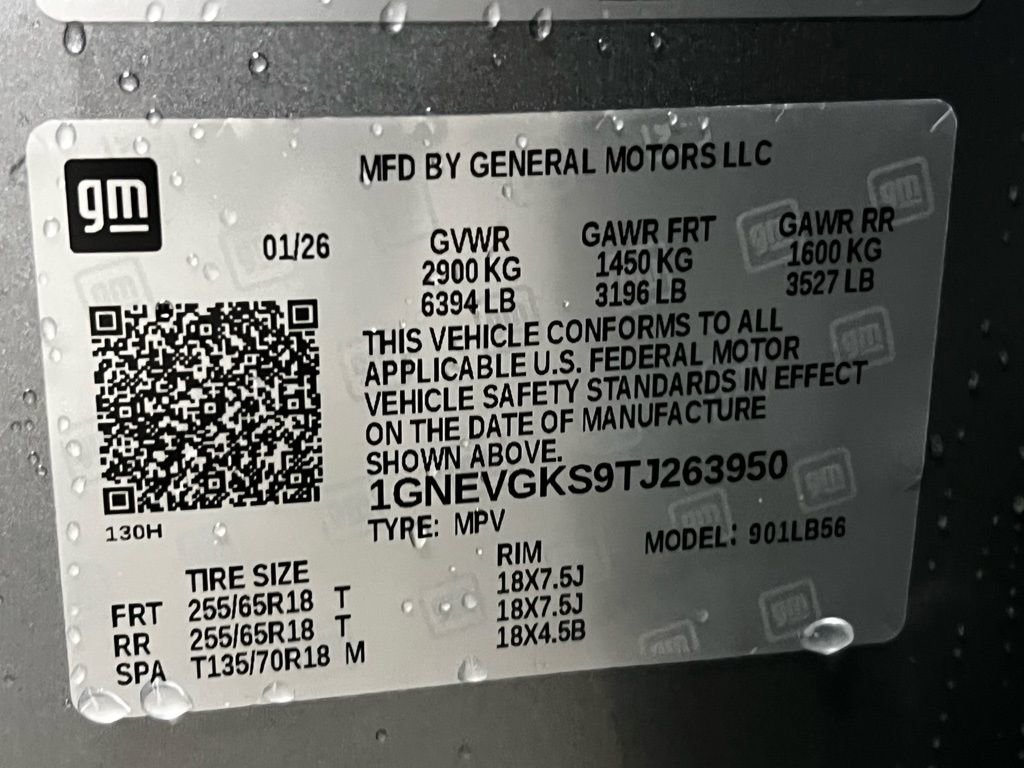 gm
MFD BY GENERAL MOTORS LLC
01/26
GVWR GAWR FRT GAWR RR
2900 KG 1450 KG 1600 KG
6394 LB 3196 LB 3527 LB
THIS VEHICLE CONFORMS TO ALL
APPLICABLE U.S. FEDERAL MOTOR
VEHICLE SAFETY STANDARDS IN EFFECT
ON THE DATE OF MANUFACTURE
SHOWN ABOVE.
1GNEVGKS9TJ263950
130H
TYPE: MPV MODEL: 901LB56
TIRE SIZE RIM
FRT 255/65R18 T 18X7.5J
RR 255/65R18 T 18X7.5J
SPA T135/70R18 M 18X4.5B